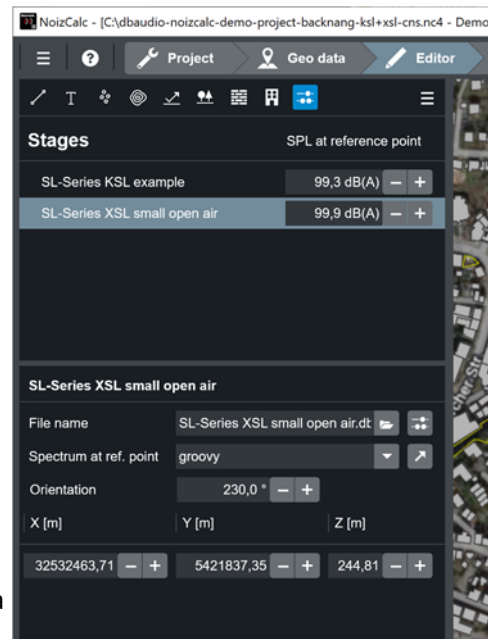 NoizCalc - [C:\dbaudio-noizcalc-demo-project-backnang-ksl+xsl-cns.nc4 - Demo
Project Geo data Editor
Stages SPL at reference point
SL-Series KSL example 99,3 dB(A) − +
SL-Series XSL small open air 99,9 dB(A) − +
SL-Series XSL small open air
File name SL-Series XSL small open air.dt
Spectrum at ref. point groovy
Orientation 230,0 ° − +
X [m] Y [m] Z [m]
32532463,71 − + 5421837,35 − + 244,81 − +